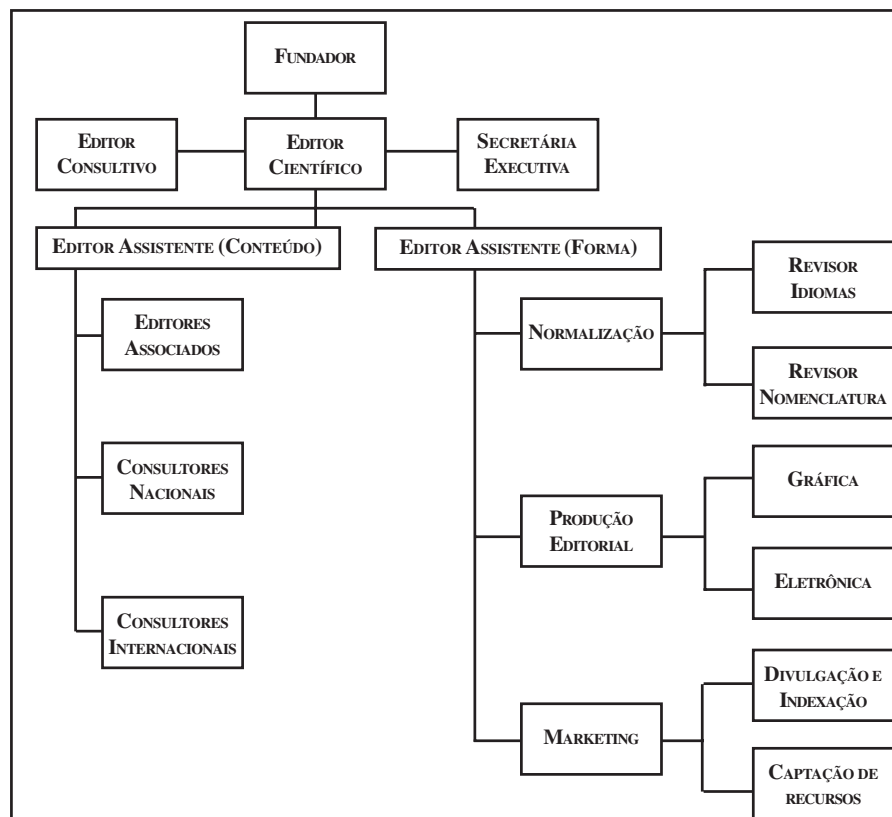 FUNDADOR
EDITOR
CONSULTIVO
EDITOR
CIENTÍFICO
SECRETÁRIA
EXECUTIVA
EDITOR ASSISTENTE (CONTEÚDO)
EDITOR ASSISTENTE (FORMA)
EDITORES
ASSOCIADOS
CONSULTORES
NACIONAIS
CONSULTORES
INTERNACIONAIS
NORMALIZAÇÃO
REVISOR
IDIOMAS
REVISOR
NOMENCLATURA
PRODUÇÃO
EDITORIAL
GRÁFICA
ELETRÔNICA
MARKETING
DIVULGAÇÃO E
INDEXAÇÃO
CAPTAÇÃO DE
RECURSOS